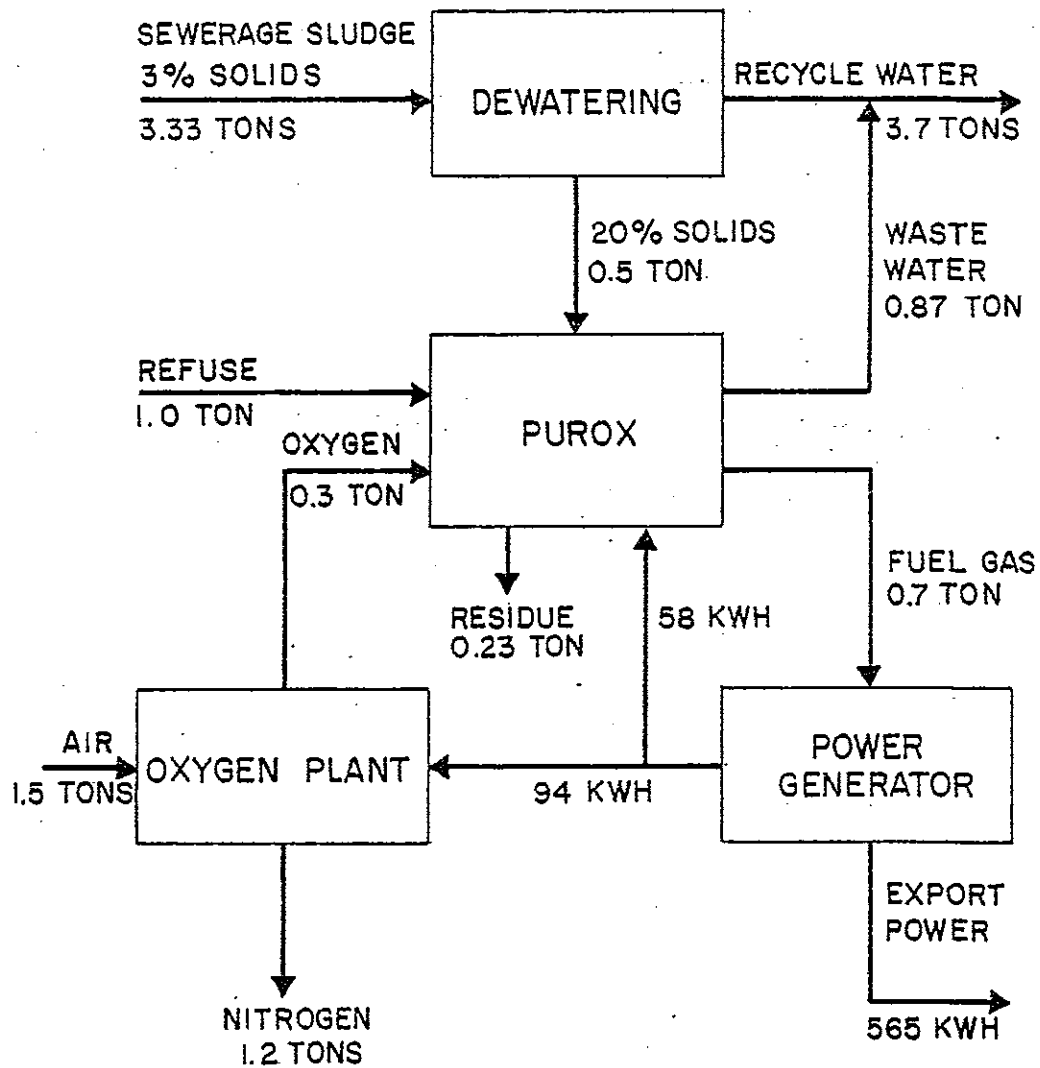 SEWERAGE SLUDGE
3% SOLIDS
3.33 TONS
DEWATERING
RECYCLE WATER
3.7 TONS
20% SOLIDS
0.5 TON
WASTE
WATER
0.87 TON
REFUSE
1.0 TON
OXYGEN
0.3 TON
PUROX
RESIDUE
0.23 TON
58 KWH
FUEL GAS
0.7 TON
AIR
1.5 TONS
OXYGEN PLANT
94 KWH
POWER
GENERATOR
EXPORT
POWER
565 KWH
NITROGEN
1.2 TONS